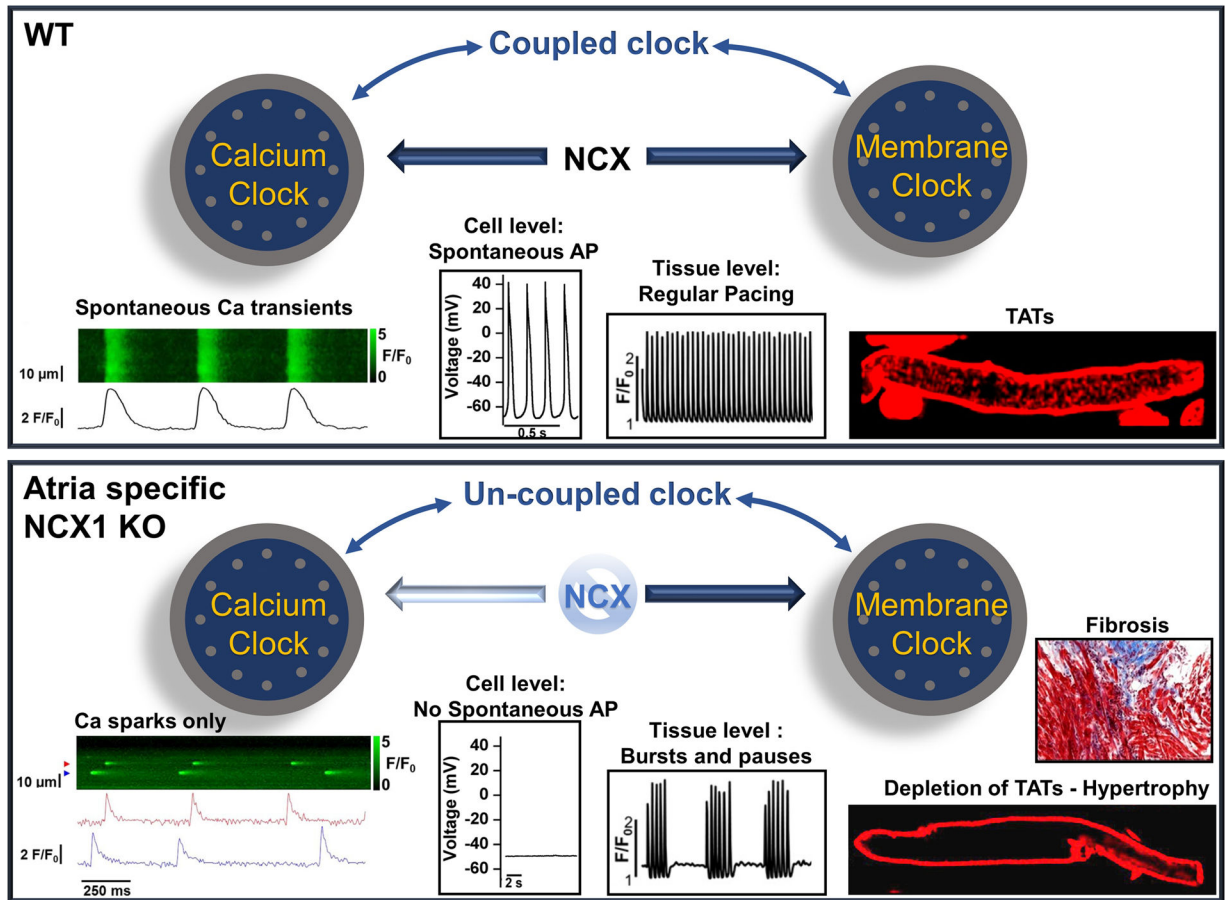 WT
Coupled clock
Calcium
Clock
NCX
Membrane
Clock
Spontaneous Ca transients
5
F/F0
0
10 µm
2 F/F0
Cell level:
Spontaneous AP
Voltage (mV)
40
20
0
-20
-40
-60
0.5 s
Tissue level:
Regular Pacing
F/F0
2
1
TATs
Atria specific
NCX1 KO
Un-coupled clock
Calcium
Clock
NCX
Membrane
Clock
Ca sparks only
5
F/F0
0
10 µm
2 F/F0
250 ms
Cell level:
No Spontaneous AP
Voltage (mV)
40
20
0
-20
-40
-60
2 s
Tissue level :
Bursts and pauses
F/F0
2
1
Fibrosis
Depletion of TATs - Hypertrophy